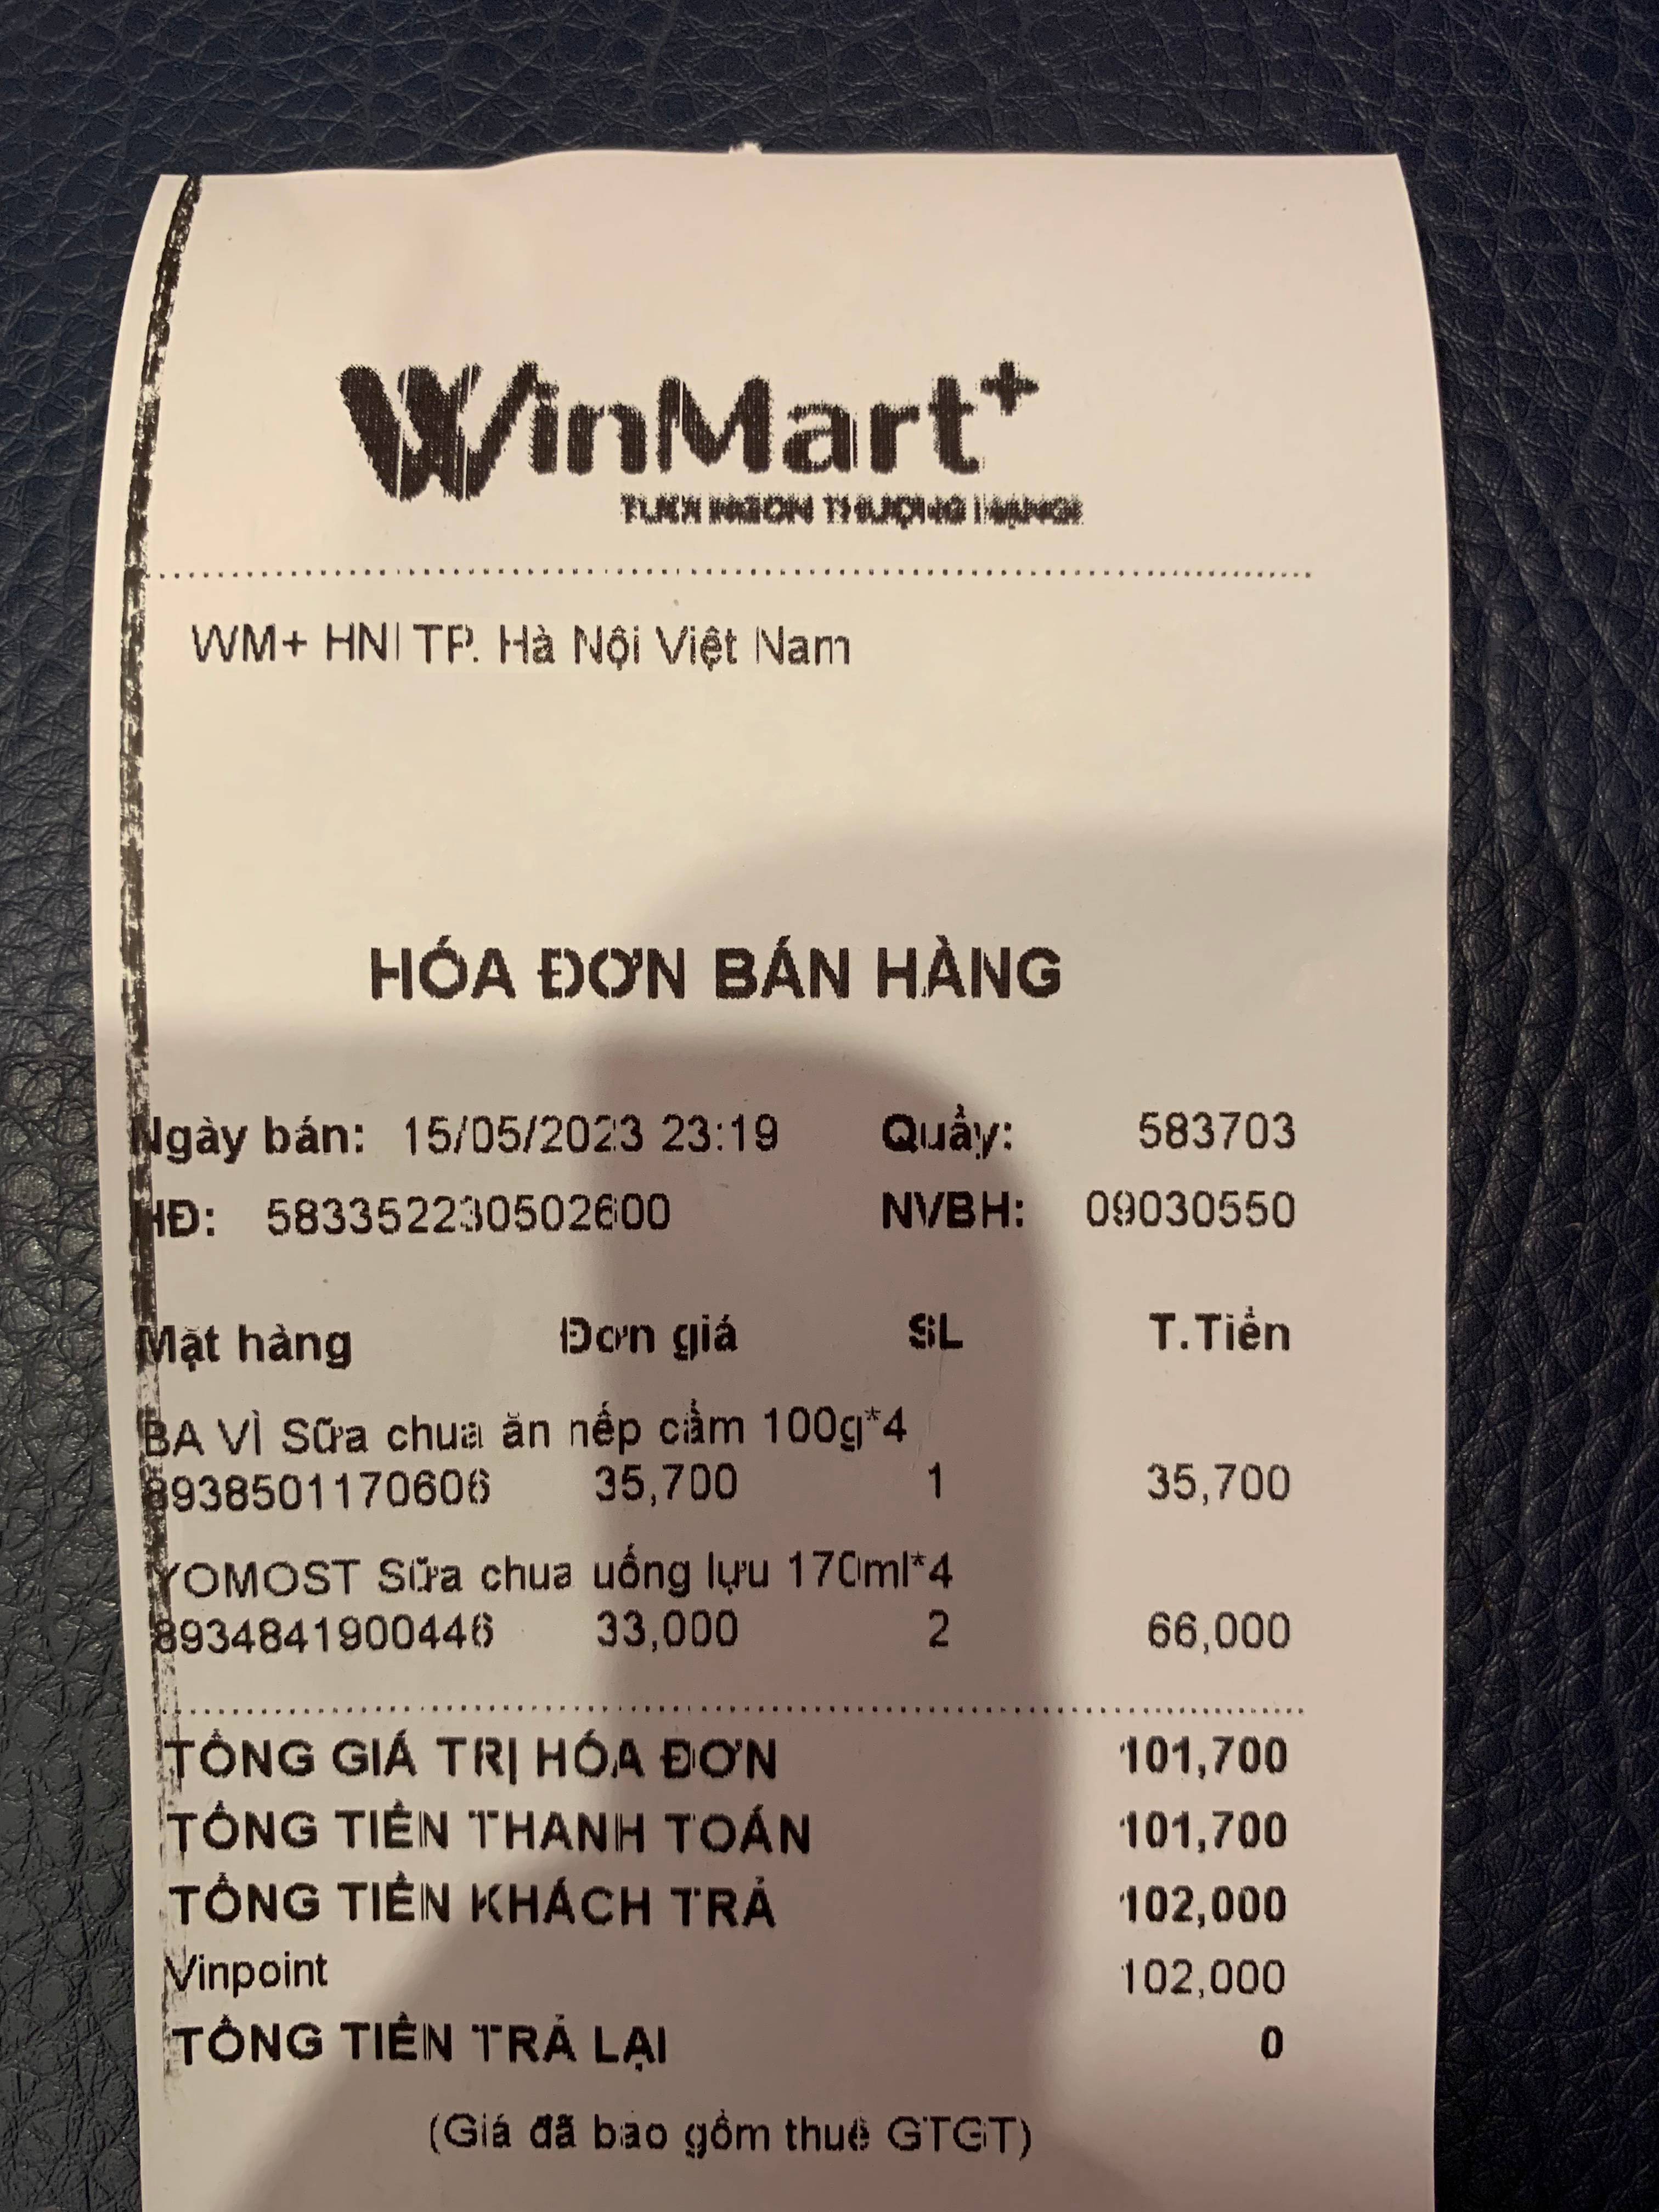 WinMart+
TƯƠI NGON THƯỢNG HẠNG!
WM+ HNI TP. Hà Nội Việt Nam
HÓA ĐƠN BÁN HÀNG
Ngày bán: 15/05/2023 23:19 Quầy: 583703
HĐ: 583352230502600 NVBH: 09030550
Mặt hàng Đơn giá SL T.Tiền
BA VÌ Sữa chua ăn nếp cẩm 100g*4
8938501170606 35,700 1 35,700
YOMOST Sữa chua uống lựu 170ml*4
8934841900446 33,000 2 66,000
TỔNG GIÁ TRỊ HÓA ĐƠN 101,700
TỔNG TIỀN THANH TOÁN 101,700
TỔNG TIỀN KHÁCH TRẢ 102,000
Vinpoint 102,000
TỔNG TIỀN TRẢ LẠI 0
(Giá đã bao gồm thuế GTGT)